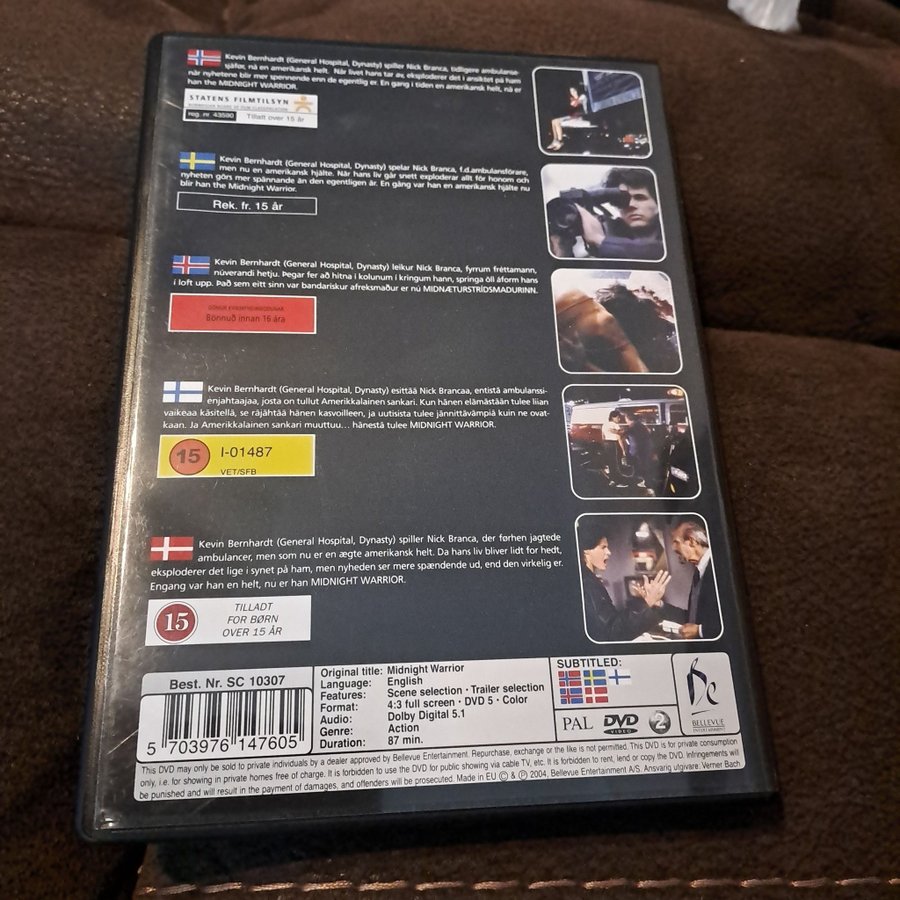 Kevin Bernhardt (General Hospital, Dynasty) spiller Nick Branca, tidligere ambulanse-
sjåfør, nå en amerikansk helt. Når livet hans tar av, eksploderer det i ansiktet på ham
når nyhetene blir mer spennende enn de egentlig er. En gang i tiden en amerikansk helt, nå er
han the MIDNIGHT WARRIOR.
STATENS FILMTILSYN
reg. nr 43590 Tillatt over 15 år
Kevin Bernhardt (General Hospital, Dynasty) spelar Nick Branca, f.d.ambulansförare,
men nu en amerikansk hjälte. När hans liv går snett exploderar allt för honom och
nyheten görs mer spännande än den egentligen är. En gång var han en amerikansk hjälte nu
blir han the Midnight Warrior.
Rek. fr. 15 år
Kevin Bernhardt (General Hospital, Dynasty) leikur Nick Branca, fyrrum fréttamann,
núverandi hetju. Þegar fer að hitna i kolunum í kringum hann, springa öll áform hans
i loft upp. Það sem eitt sinn var bandariskur afreksmaður er nú MIDNÆTURSTRÍDSMADURINN.
Bönnuð innan 16 ára
Kevin Bernhardt (General Hospital, Dynasty) esittää Nick Brancaa, entistä ambulanssi-
enjahtaajaa, josta on tullut Amerikkalainen sankari. Kun hänen elämästään tulee liian
vaikeaa käsitellä, se räjähtää hänen kasvoilleen, ja uutisista tulee jännittävämpiä kuin ne ovat-
kaan. Ja Amerikkalainen sankari muuttuu... hänestä tulee MIDNIGHT WARRIOR.
15 I-01487
VET/SFB
Kevin Bernhardt (General Hospital, Dynasty) spiller Nick Branca, der førhen jagtede
ambulancer, men som nu er en ægte amerikansk helt. Da hans liv bliver lidt for hedt,
eksploderer det lige i synet på ham, men nyheden ser mere spændende ud, end den virkelig er.
Engang var han en helt, nu er han MIDNIGHT WARRIOR.
15 TILLADT
FOR BØRN
OVER 15 ÅR
Best. Nr. SC 10307
5 703976 147605
Original title: Midnight Warrior
Language: English
Features: Scene selection · Trailer selection
Format: 4:3 full screen · DVD 5 · Color
Audio: Dolby Digital 5.1
Genre: Action
Duration: 87 min.
SUBTITLED:
PAL DVD VIDEO 2
Be
BELLEVUE
ENTERTAINMENT
This DVD may only be sold to private individuals by a dealer approved by Bellevue Entertainment. Repurchase, exchange or the like is not permitted. This DVD is for private consumption
only, i.e. for showing in private homes free of charge. It is forbidden to use the DVD for public showing via cable TV, etc. It is forbidden to rent, lend or copy the DVD. Infringements will
be punished and will result in the payment of damages, and offenders will be prosecuted. Made in EU © & ℗ 2004, Bellevue Entertainment A/S. Ansvarig utgivare: Verner Bach